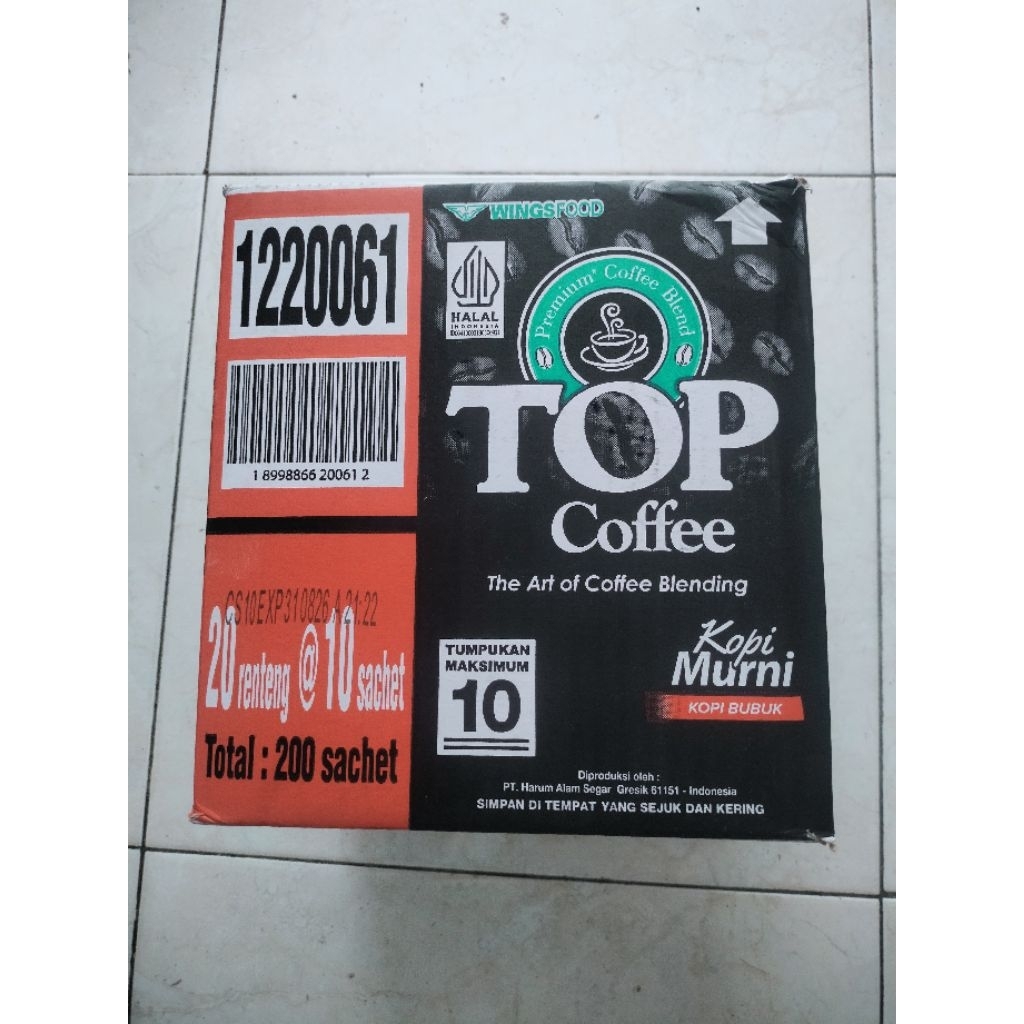 1220061
1 8998866 20061 2
CS10EXP310826 A 21:22
20 renteng @ 10 sachet
Total : 200 sachet
WINGSFOOD
HALAL
INDONESIA
Premium* Coffee Blend
TOP
Coffee
The Art of Coffee Blending
TUMPUKAN
MAKSIMUM
10
Kopi
Murni
KOPI BUBUK
Diproduksi oleh :
PT. Harum Alam Segar Gresik 61151 - Indonesia
SIMPAN DI TEMPAT YANG SEJUK DAN KERING